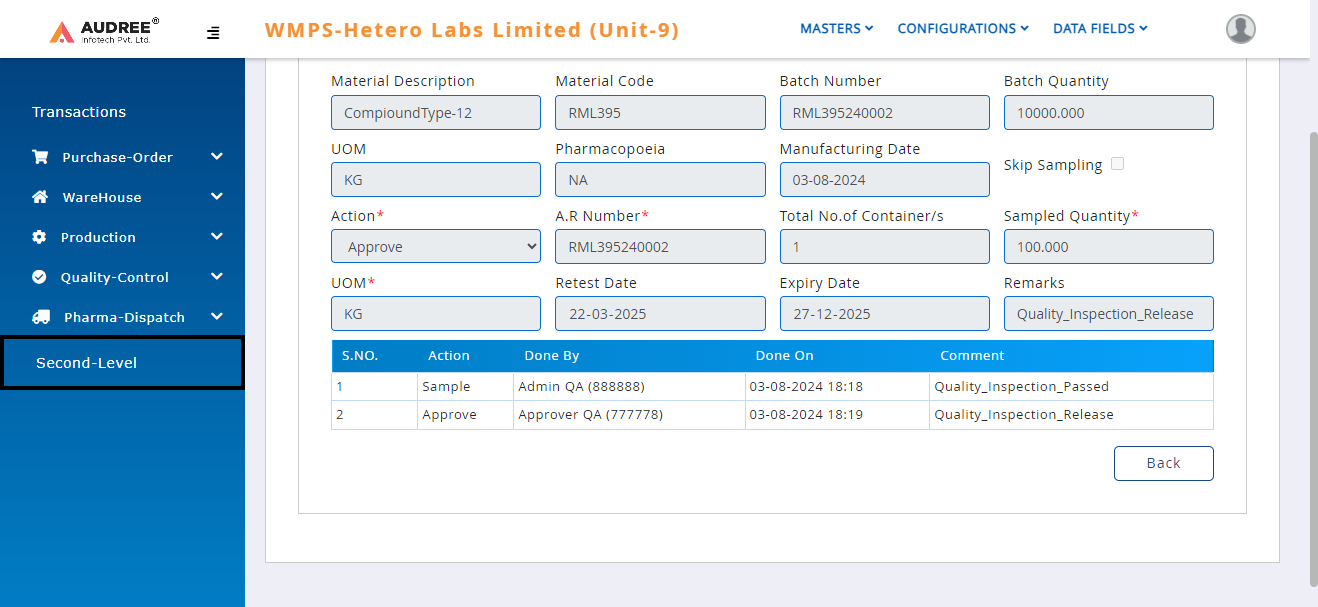 AUDREE®
Infotech Pvt. Ltd.
WMPS-Hetero Labs Limited (Unit-9)
MASTERS CONFIGURATIONS DATA FIELDS
Transactions
Purchase-Order
WareHouse
Production
Quality-Control
Pharma-Dispatch
Second-Level
Material Description Material Code Batch Number Batch Quantity
CompioundType-12 RML395 RML395240002 10000.000
UOM Pharmacopoeia Manufacturing Date Skip Sampling
KG NA 03-08-2024
Action* A.R Number* Total No.of Container/s Sampled Quantity*
Approve RML395240002 1 100.000
UOM* Retest Date Expiry Date Remarks
KG 22-03-2025 27-12-2025 Quality_Inspection_Release
S.NO. Action Done By Done On Comment
1 Sample Admin QA (888888) 03-08-2024 18:18 Quality_Inspection_Passed
2 Approve Approver QA (777778) 03-08-2024 18:19 Quality_Inspection_Release
Back